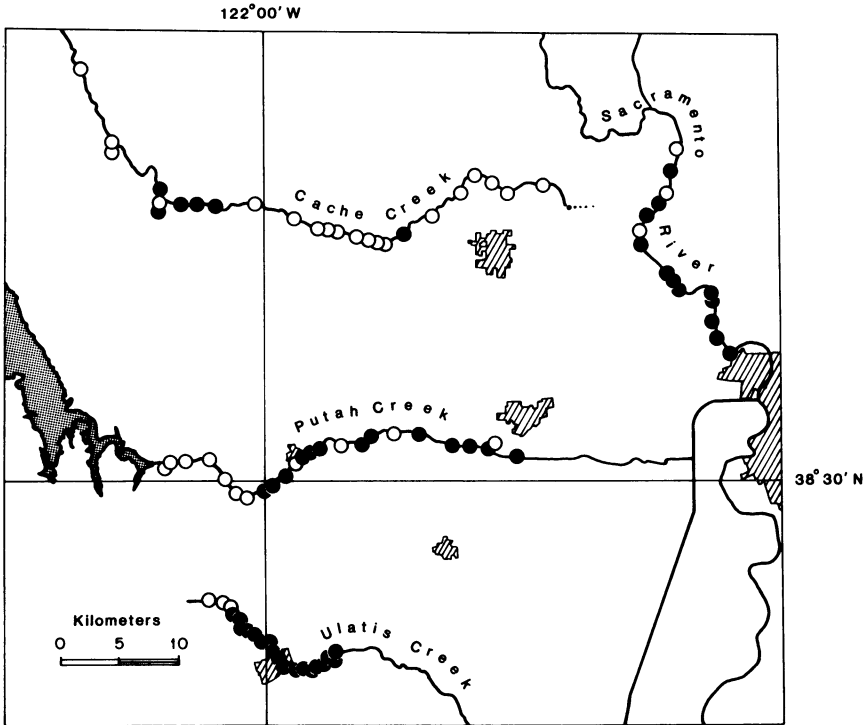 122°00′ W
Sacramento
River
Cache Creek
Putah Creek
38°30′ N
Ulatis Creek
Kilometers
0 5 10